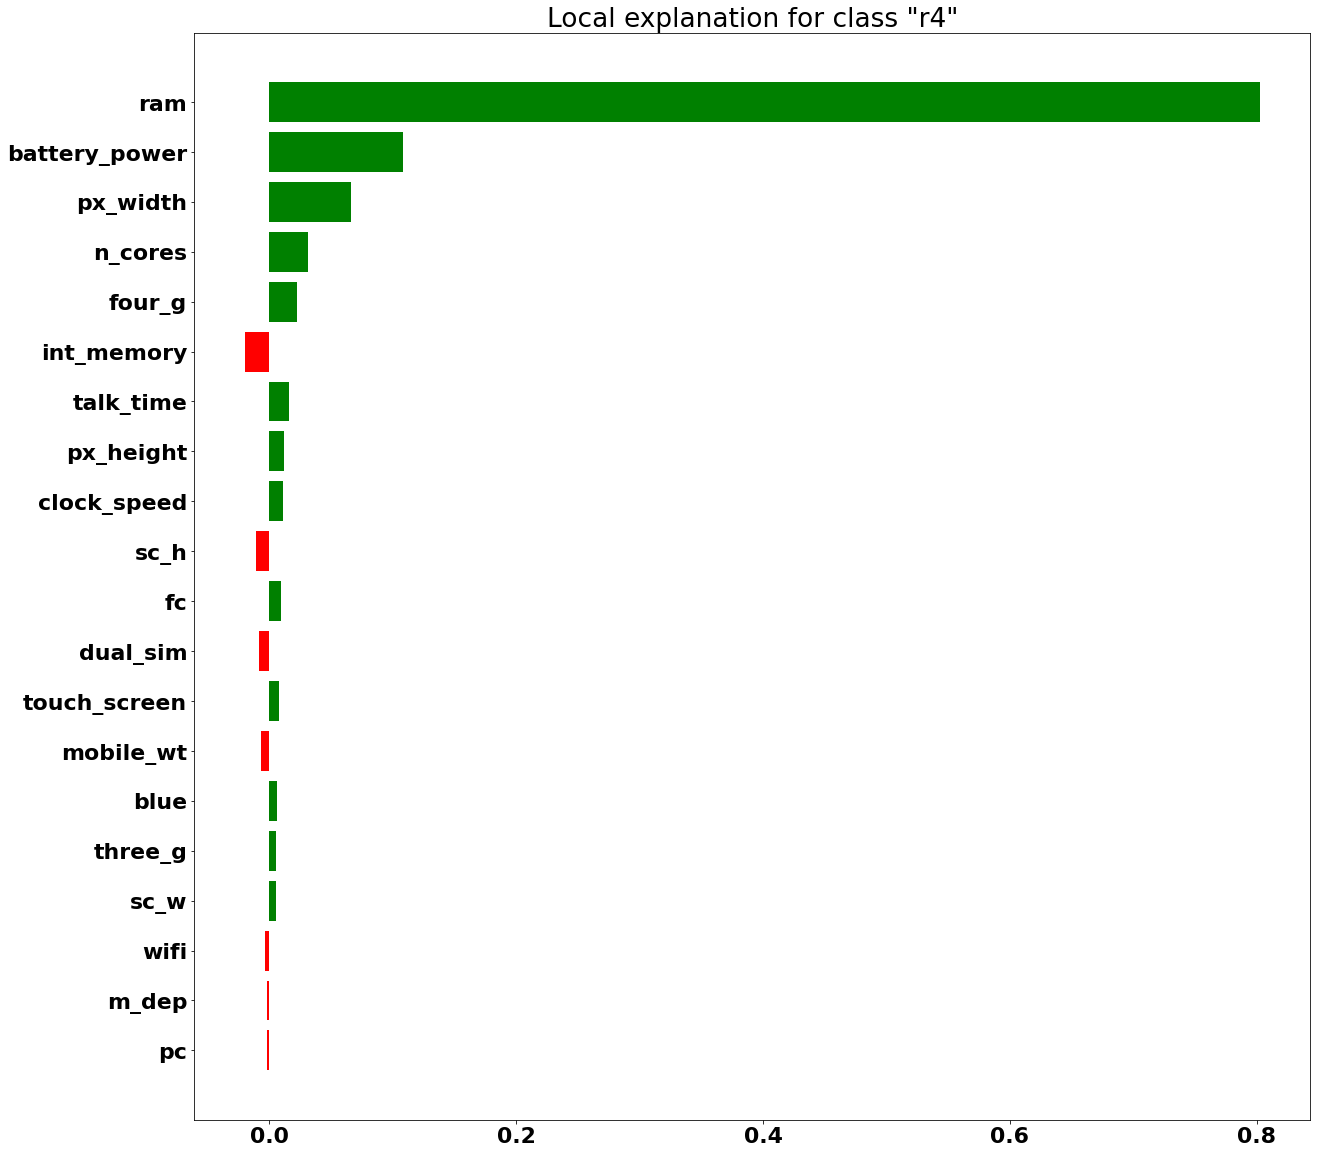 Local explanation for class "r4"
ram
battery_power
px_width
n_cores
four_g
int_memory
talk_time
px_height
clock_speed
sc_h
fc
dual_sim
touch_screen
mobile_wt
blue
three_g
sc_w
wifi
m_dep
pc
0.0 0.2 0.4 0.6 0.8